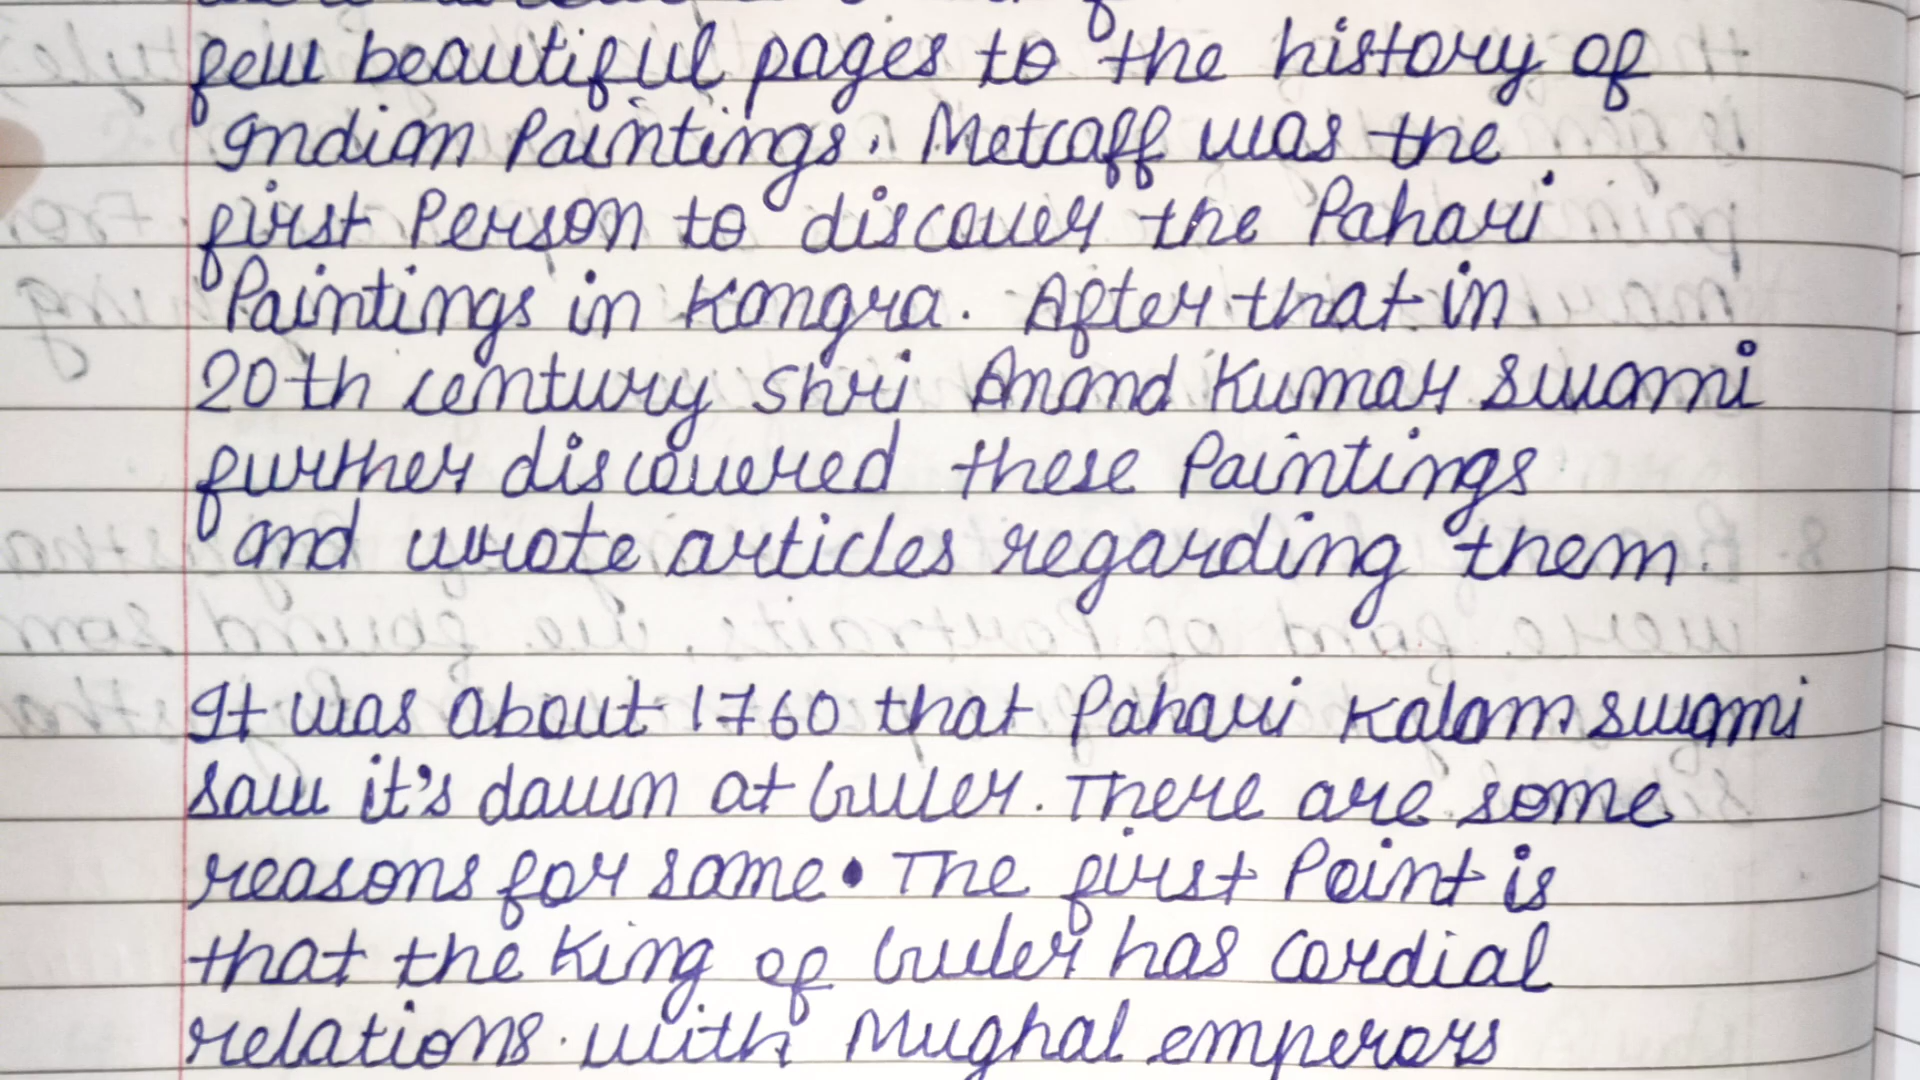 few beautiful pages to the history of
Indian Paintings. Metcaff was the
first Person to discover the Pahari
Paintings in Kangra. After that in
20th century Shri Anand Kumar Swami
further discovered these Paintings
and wrote articles regarding them.
It was about 1760 that Pahari Kalam swami
saw it's dawn at Guler. There are some
reasons for same. The first Point is
that the King of Guler has cordial
relations with Mughal emperors